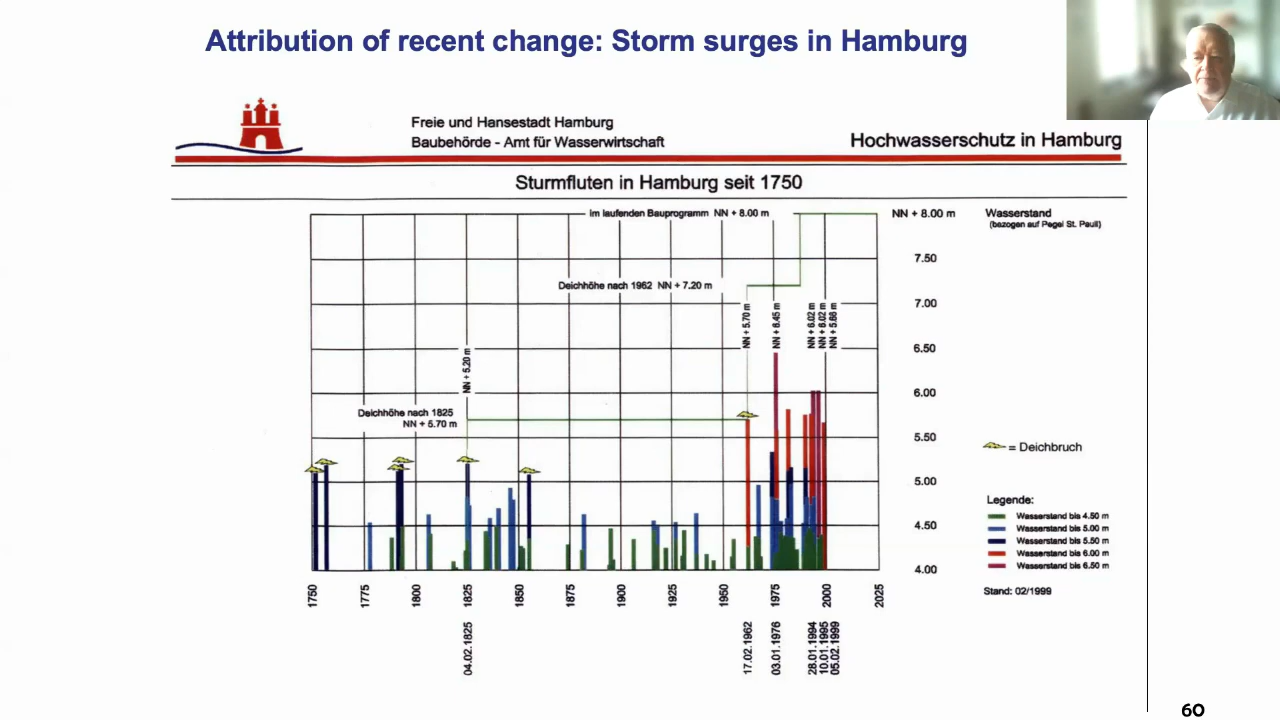 Attribution of recent change: Storm surges in Hamburg
Freie und Hansestadt Hamburg
Baubehörde - Amt für Wasserwirtschaft
Hochwasserschutz in Hamburg
Sturmfluten in Hamburg seit 1750
im laufenden Bauprogramm NN + 8.00 m
NN + 8.00 m
Wasserstand
(bezogen auf Pegel St. Pauli)
7.50
Deichhöhe nach 1962 NN + 7.20 m
7.00
NN + 5.70 m
NN + 6.45 m
NN + 6.02 m
NN + 6.02 m
NN + 5.86 m
6.50
NN + 5.20 m
6.00
Deichhöhe nach 1825
NN + 5.70 m
5.50
= Deichbruch
5.00
Legende:
Wasserstand bis 4.50 m
Wasserstand bis 5.00 m
Wasserstand bis 5.50 m
Wasserstand bis 6.00 m
Wasserstand bis 6.50 m
4.50
4.00
Stand: 02/1999
1750
1775
1800
1825
1850
1875
1900
1925
1950
1975
2000
2025
04.02.1825
17.02.1962
03.01.1976
28.01.1994
10.01.1995
05.02.1999
60